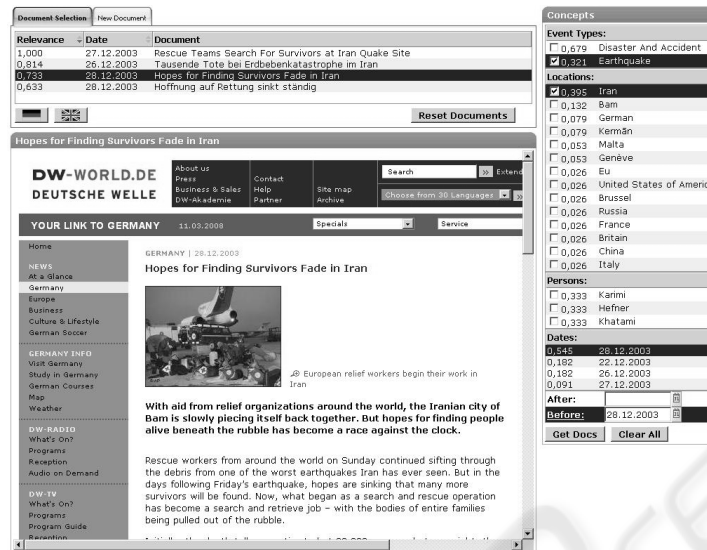 Document Selection New Document
Relevance Date Document
1,000 27.12.2003 Rescue Teams Search For Survivors at Iran Quake Site
0,814 26.12.2003 Tausende Tote bei Erdbebenkatastrophe im Iran
0,733 28.12.2003 Hopes for Finding Survivors Fade in Iran
0,633 28.12.2003 Hoffnung auf Rettung sinkt ständig
Reset Documents
Hopes for Finding Survivors Fade in Iran
DW-WORLD.DE
DEUTSCHE WELLE
About us
Press Contact
Business & Sales Help Site map
DW-Akademie Partner Archive
Search Extend
Choose from 30 Languages
YOUR LINK TO GERMANY 11.03.2008 Specials Service
Home
NEWS
At a Glance
Germany
Europe
Business
Culture & Lifestyle
German Soccer
GERMANY INFO
Visit Germany
Study in Germany
German Courses
Map
Weather
DW-RADIO
What's On?
Programs
Reception
Audio on Demand
DW-TV
What's On?
Programs
Program Guide
Reception
GERMANY | 28.12.2003
Hopes for Finding Survivors Fade in Iran
European relief workers begin their work in
Iran
With aid from relief organizations around the world, the Iranian city of
Bam is slowly piecing itself back together. But hopes for finding people
alive beneath the rubble has become a race against the clock.
Rescue workers from around the world on Sunday continued sifting through
the debris from one of the worst earthquakes Iran has ever seen. But in the
days following Friday's earthquake, hopes are sinking that many more
survivors will be found. Now, what began as a search and rescue operation
has become a search and retrieve job – with the bodies of entire families
being pulled out of the rubble.
Concepts
Event Types:
0,679 Disaster And Accident
0,321 Earthquake
Locations:
0,395 Iran
0,132 Bam
0,079 German
0,079 Kermān
0,053 Malta
0,053 Genève
0,026 Eu
0,026 United States of Americ
0,026 Brussel
0,026 Russia
0,026 France
0,026 Britain
0,026 China
0,026 Italy
Persons:
0,333 Karimi
0,333 Hefner
0,333 Khatami
Dates:
0,545 28.12.2003
0,182 22.12.2003
0,182 26.12.2003
0,091 27.12.2003
After:
Before: 28.12.2003
Get Docs Clear All